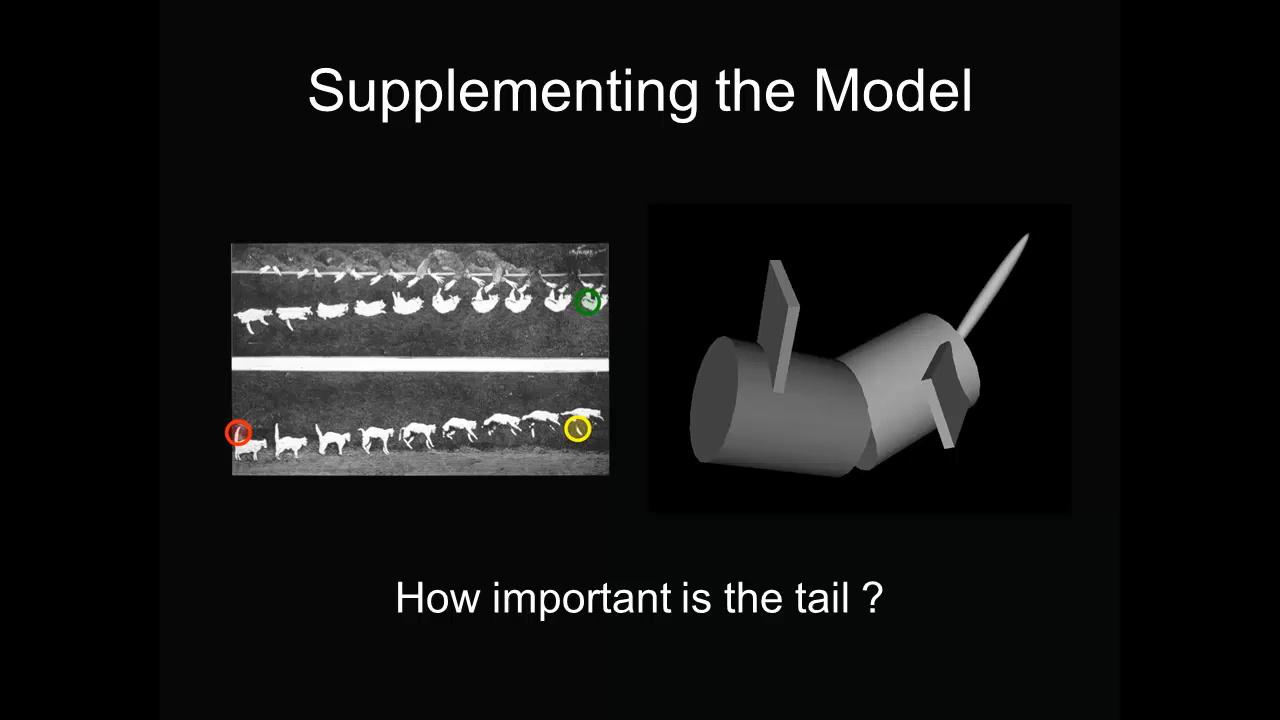 Supplementing the Model
How important is the tail ?